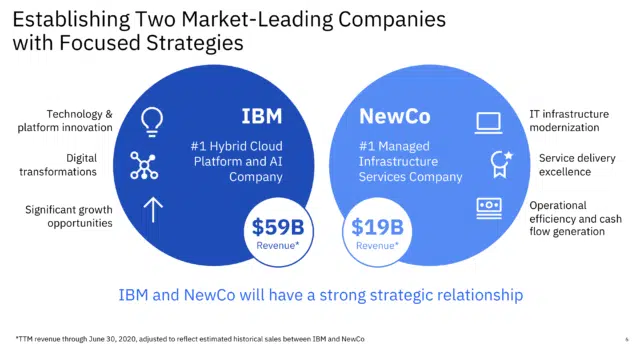 Establishing Two Market-Leading Companies
with Focused Strategies
Technology &
platform innovation
Digital
transformations
Significant growth
opportunities
IBM
#1 Hybrid Cloud
Platform and AI
Company
$59B
Revenue*
NewCo
#1 Managed
Infrastructure
Services Company
$19B
Revenue*
IT infrastructure
modernization
Service delivery
excellence
Operational
efficiency and cash
flow generation
IBM and NewCo will have a strong strategic relationship
*TTM revenue through June 30, 2020, adjusted to reflect estimated historical sales between IBM and NewCo
6